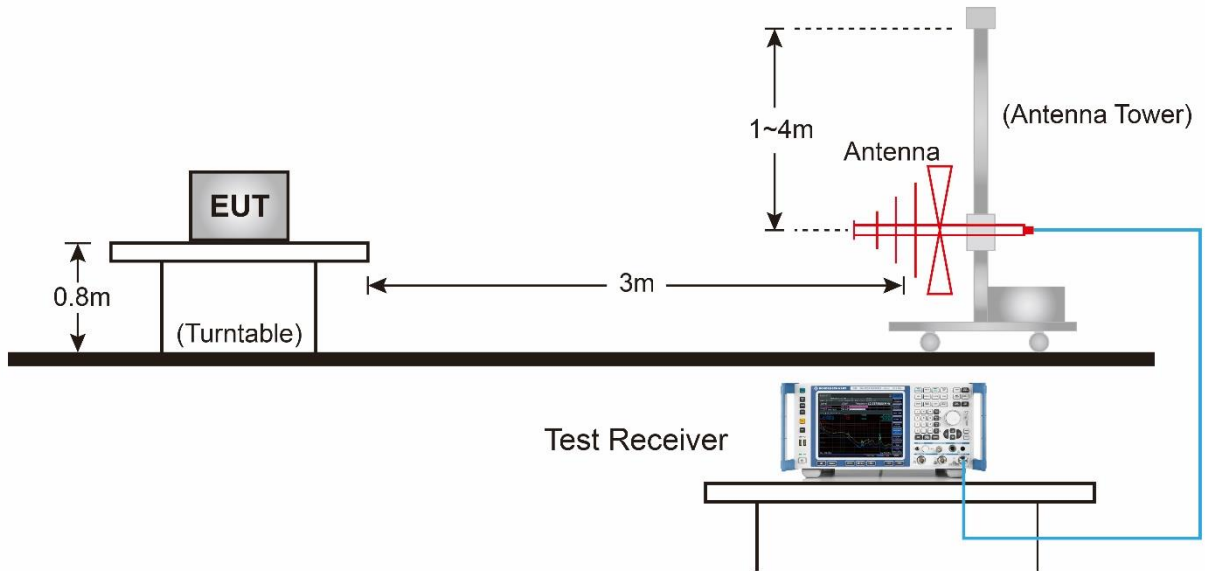 1~4m
(Antenna Tower)
Antenna
EUT
0.8m
(Turntable)
3m
Test Receiver